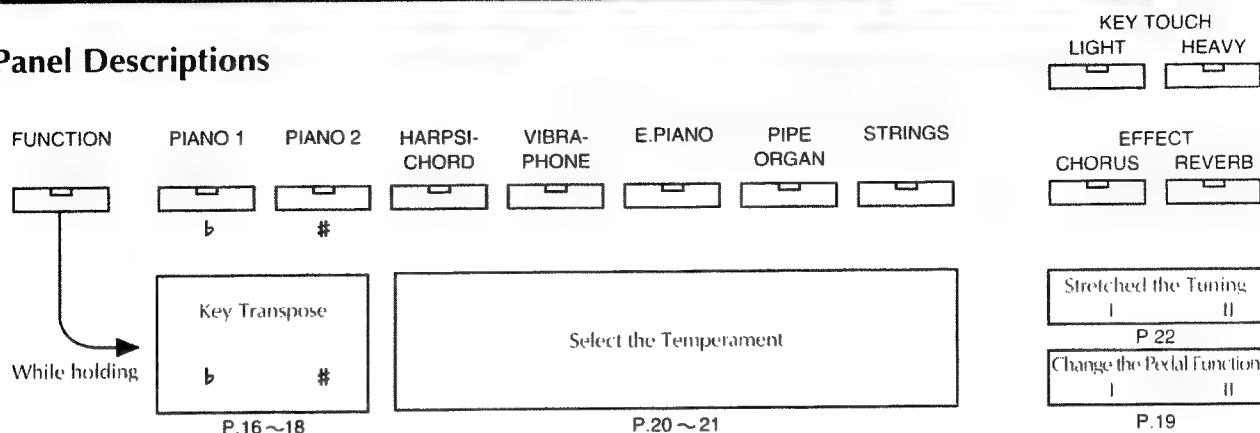 KEY TOUCH
LIGHT HEAVY
Panel Descriptions
FUNCTION PIANO 1 PIANO 2 HARPSI- VIBRA- E.PIANO PIPE STRINGS EFFECT
CHORD PHONE ORGAN CHORUS REVERB
♭ #
Key Transpose Stretched the Tuning
I II
Select the Temperament P 22
While holding ♭ # Change the Pedal Function
I II
P.16～18 P.20～21 P.19